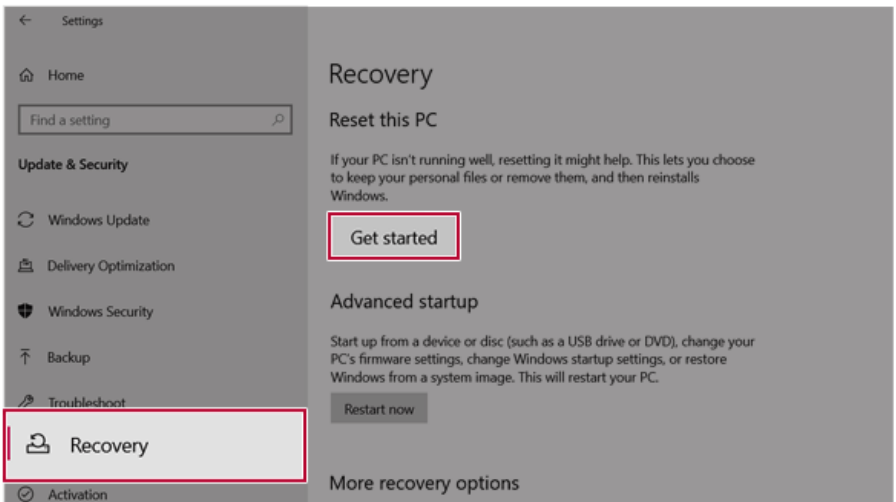 Settings
Home
Find a setting
Update & Security
Windows Update
Delivery Optimization
Windows Security
Backup
Troubleshoot
Recovery
Activation
Recovery
Reset this PC
If your PC isn't running well, resetting it might help. This lets you choose
to keep your personal files or remove them, and then reinstalls
Windows.
Get started
Advanced startup
Start up from a device or disc (such as a USB drive or DVD), change your
PC's firmware settings, change Windows startup settings, or restore
Windows from a system image. This will restart your PC.
Restart now
More recovery options